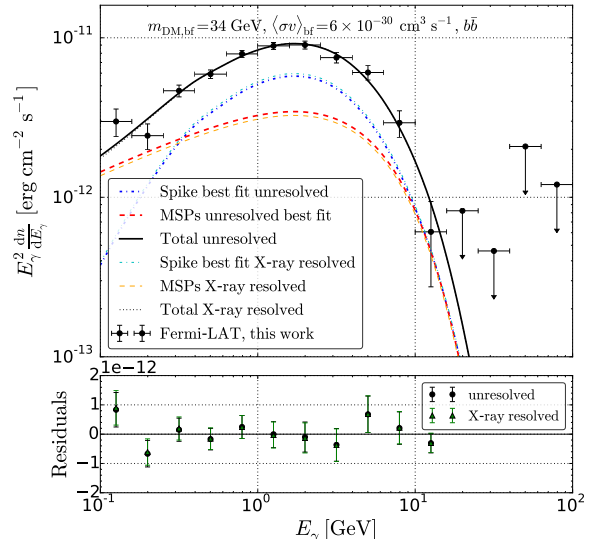 m_DM,bf=34 GeV, ⟨σv⟩_bf=6 × 10^-30 cm^3 s^-1, bb̄
10^-11
10^-12
10^-13
E_γ^2 dn/dE_γ [erg cm^-2 s^-1]
Spike best fit unresolved
MSPs unresolved best fit
Total unresolved
Spike best fit X-ray resolved
MSPs X-ray resolved
Total X-ray resolved
Fermi-LAT, this work
1e-12
2
1
0
−1
−2
Residuals
unresolved
X-ray resolved
10^-1
10^0
10^1
10^2
E_γ [GeV]